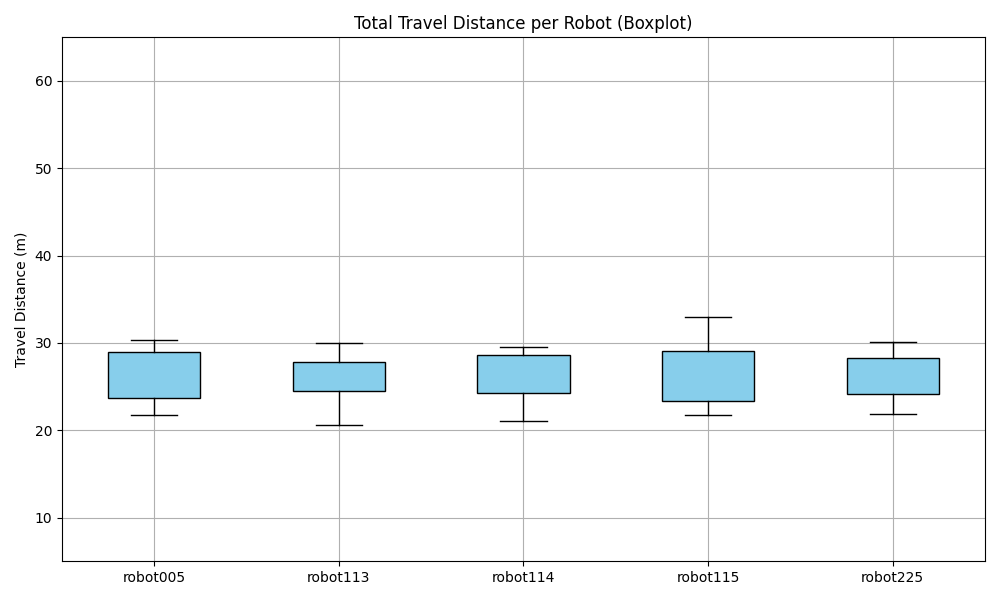 Total Travel Distance per Robot (Boxplot)
Travel Distance (m)
60
50
40
30
20
10
robot005
robot113
robot114
robot115
robot225